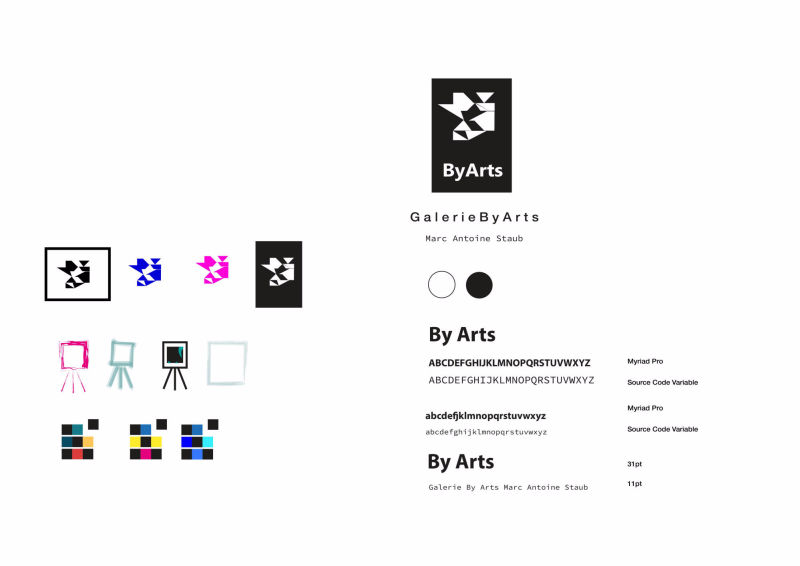 ByArts
GalerieByArts
Marc Antoine Staub
By Arts
ABCDEFGHIJKLMNOPQRSTUVWXYZ Myriad Pro
ABCDEFGHIJKLMNOPQRSTUVWXYZ Source Code Variable
abcdefjklmnopqrstuvwxyz Myriad Pro
abcdefghijklmnopqrstuvwxyz Source Code Variable
By Arts 31pt
Galerie By Arts Marc Antoine Staub 11pt